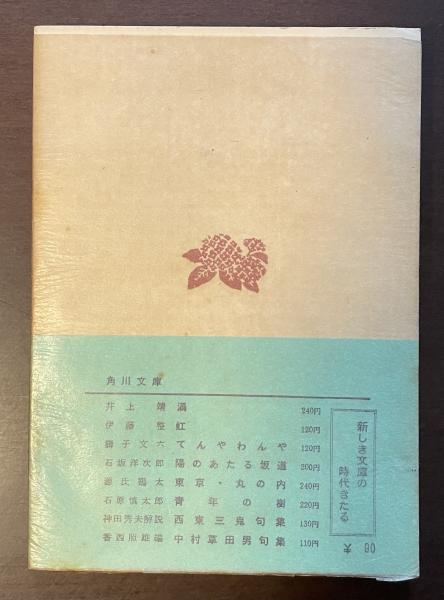 角川文庫
井上靖 渦 240円
伊藤整 虹 120円
獅子文六 てんやわんや 120円
石坂洋次郎 陽のあたる坂道 200円
源氏鶏太 東京・丸の内 240円
石原慎太郎 青年の樹 220円
神田秀夫解説 西東三鬼句集 130円
香西照雄編 中村草田男句集 110円
新しき文庫の
時代きたる
¥ 90